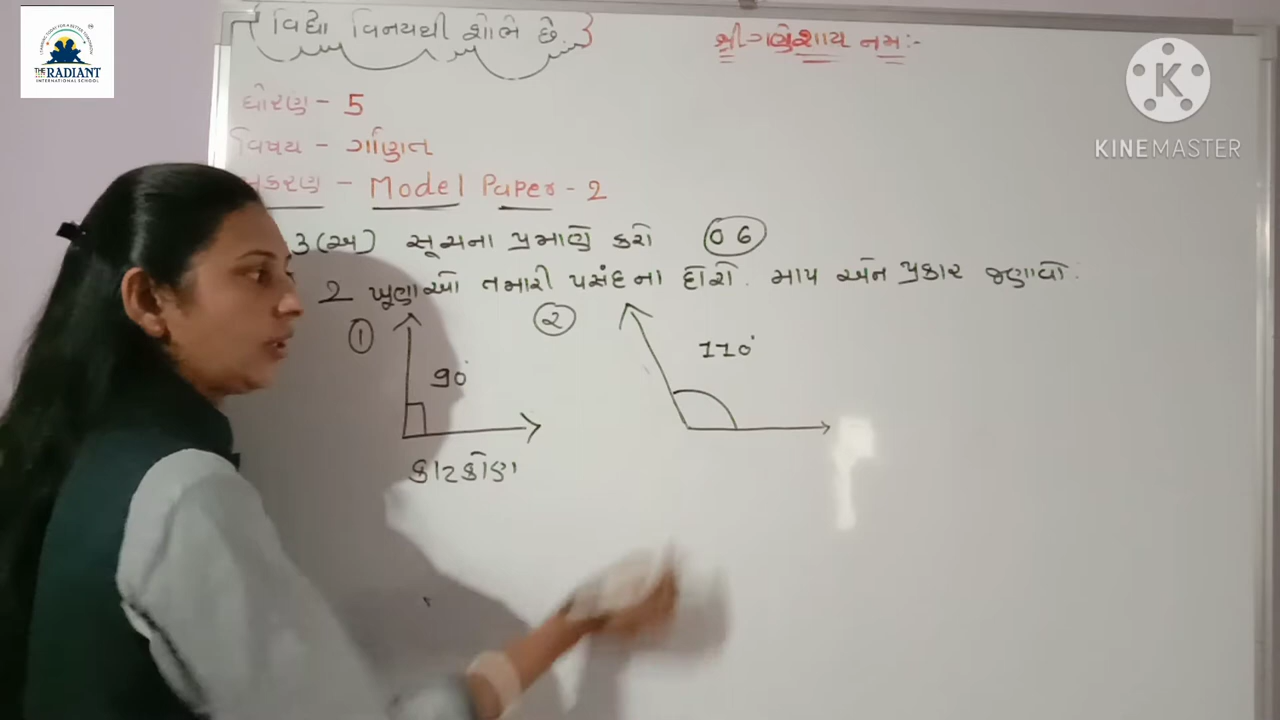 વિદ્યા વિનયથી શોભે છે.
શ્રી ગણેશાય નમઃ-
THE RADIANT
INTERNATIONAL SCHOOL
KINEMASTER
ધોરણ - 5
વિષય - ગણિત
પ્રકરણ - Model Paper - 2
3(અ) સૂચના પ્રમાણે કરો 06
2 ખૂણાઓ તમારી પસંદના દોરો. માપ અને પ્રકાર જણાવો.
① 90° ② 110°
કાટકોણ